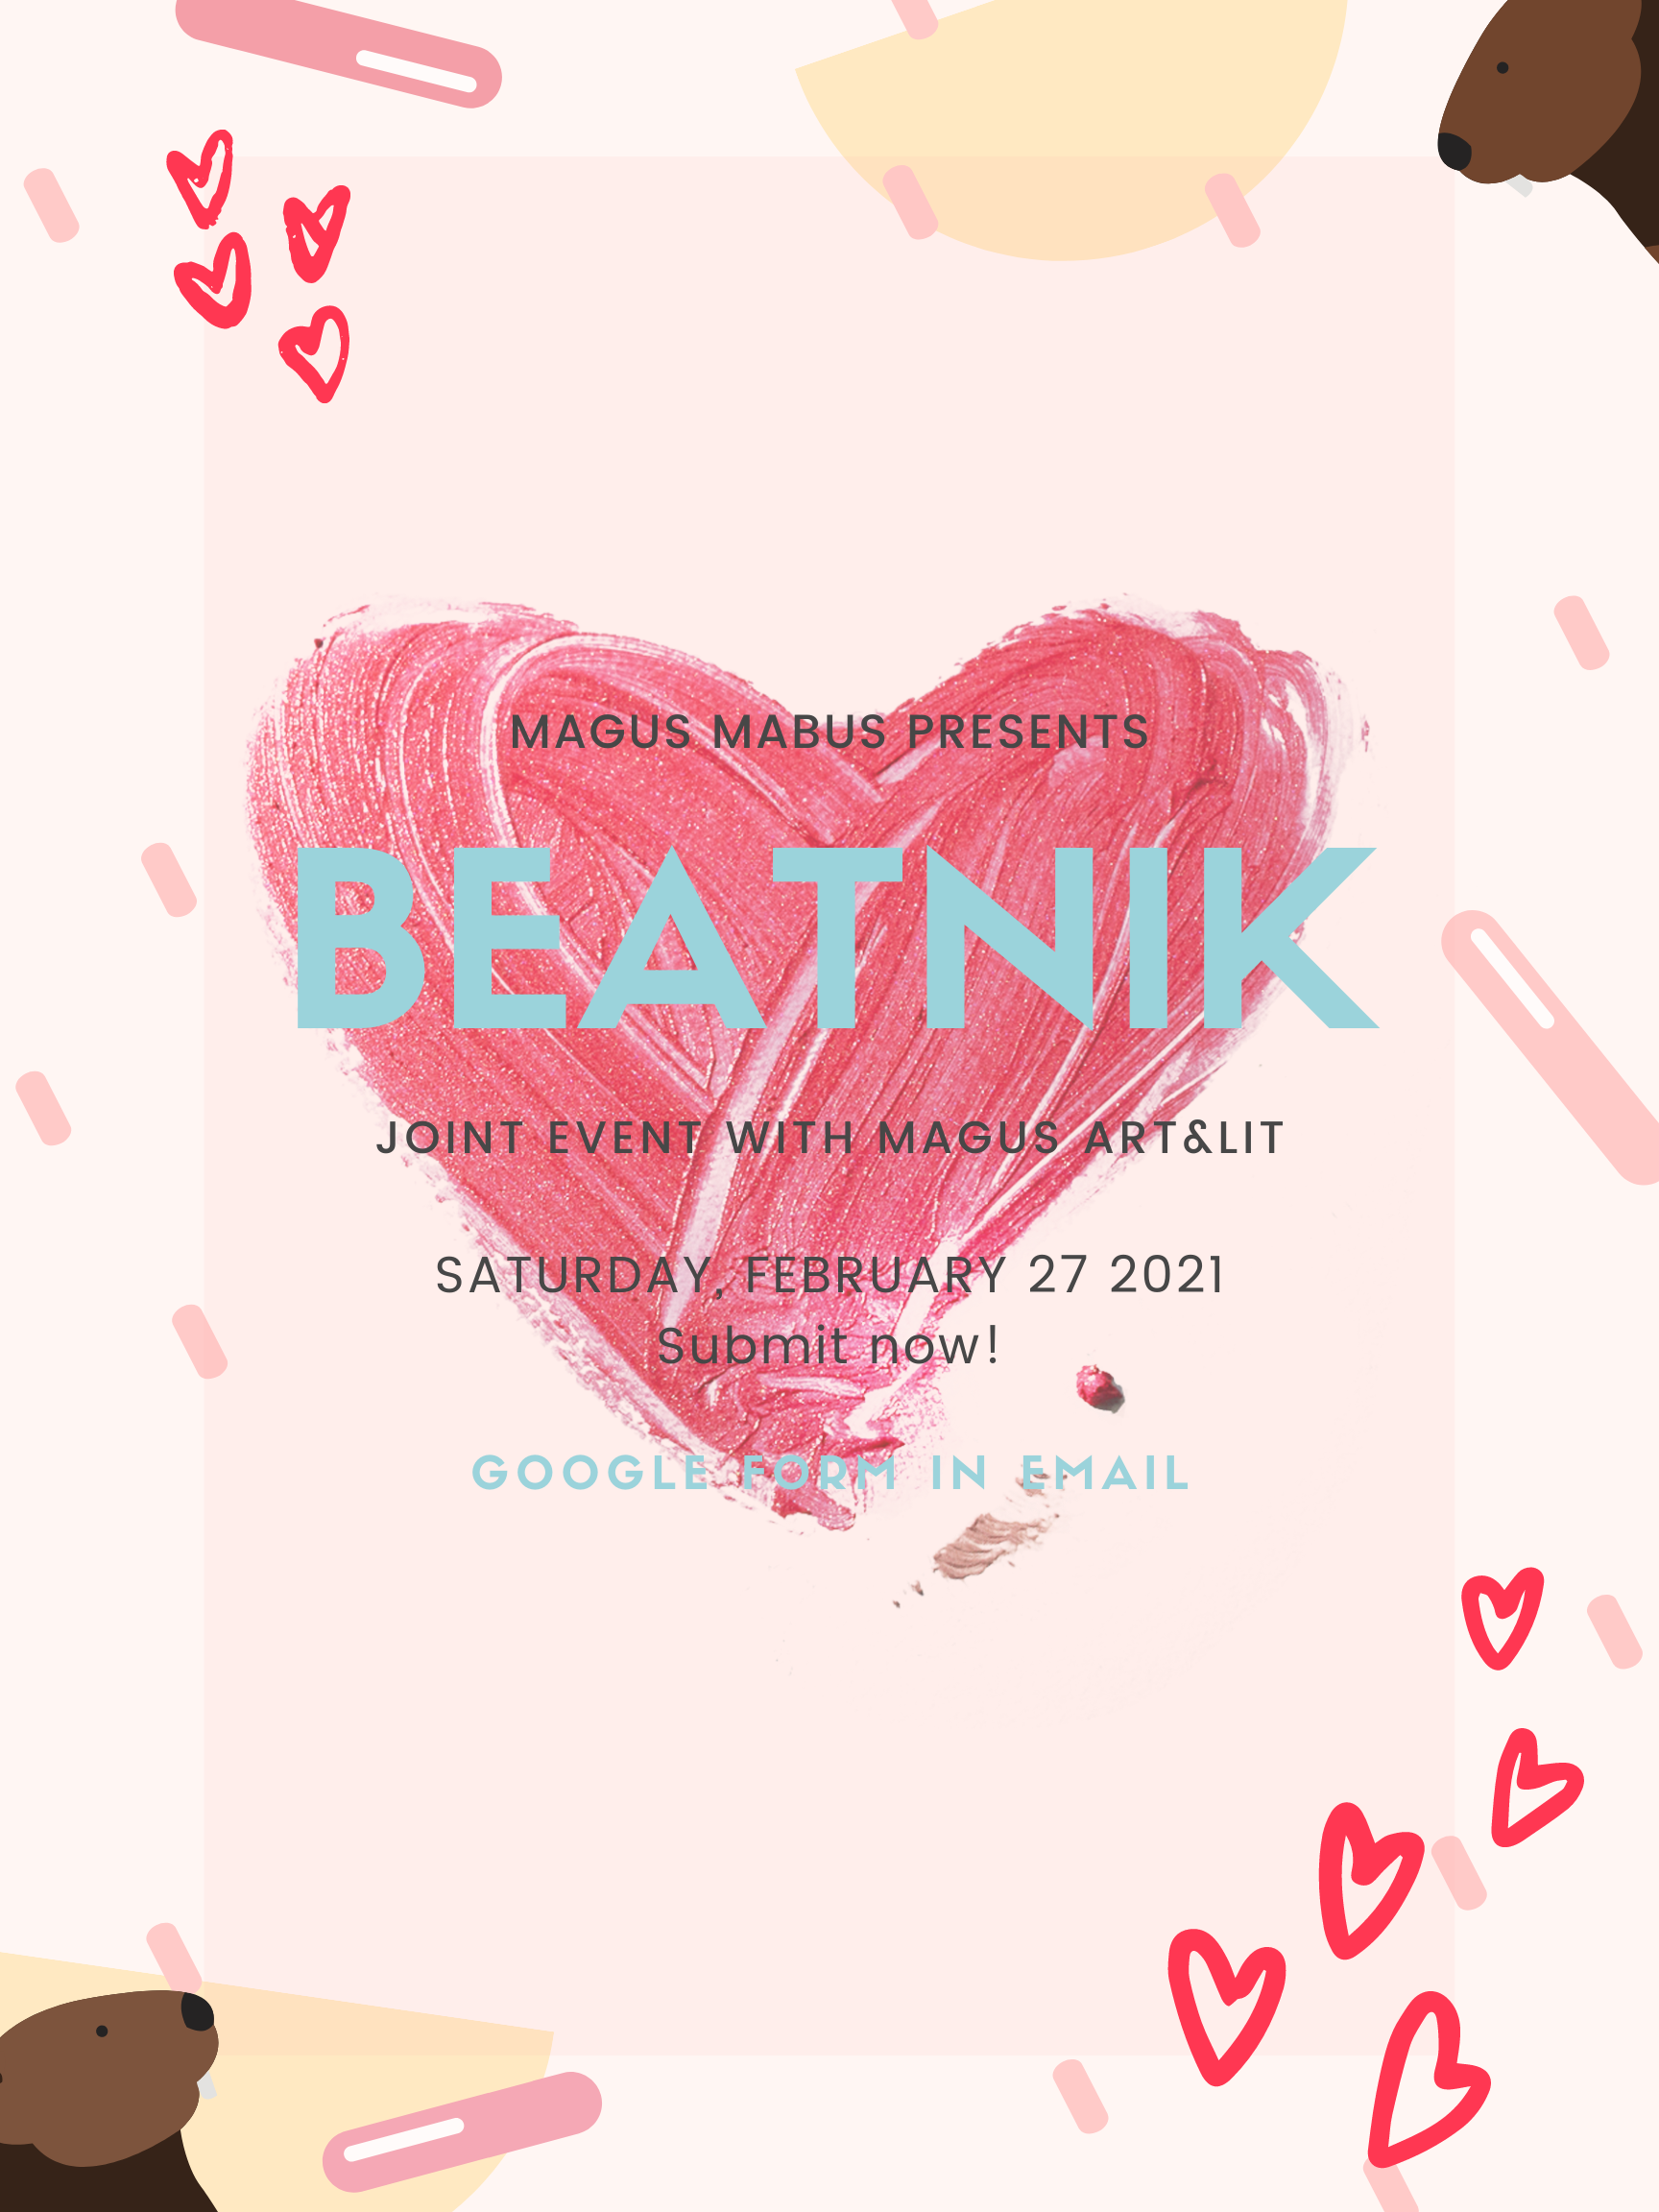 MAGUS MABUS PRESENTS
BEATNIK
JOINT EVENT WITH MAGUS ART&LIT
SATURDAY, FEBRUARY 27 2021
Submit now!
GOOGLE FORM IN EMAIL